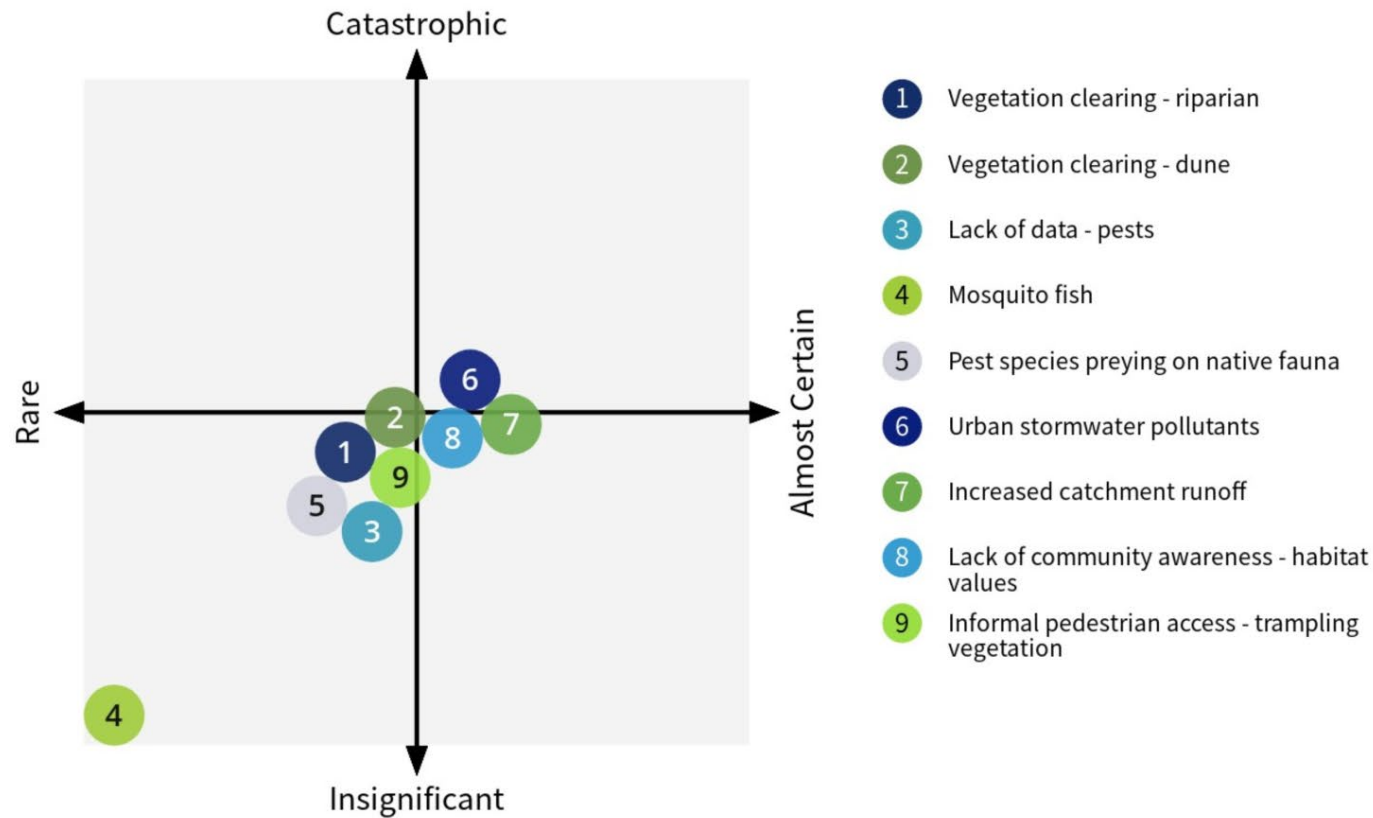 Catastrophic
Rare
Almost Certain
6
2
7
8
1
9
5
3
4
Insignificant
1 Vegetation clearing - riparian
2 Vegetation clearing - dune
3 Lack of data - pests
4 Mosquito fish
5 Pest species preying on native fauna
6 Urban stormwater pollutants
7 Increased catchment runoff
8 Lack of community awareness - habitat
values
9 Informal pedestrian access - trampling
vegetation